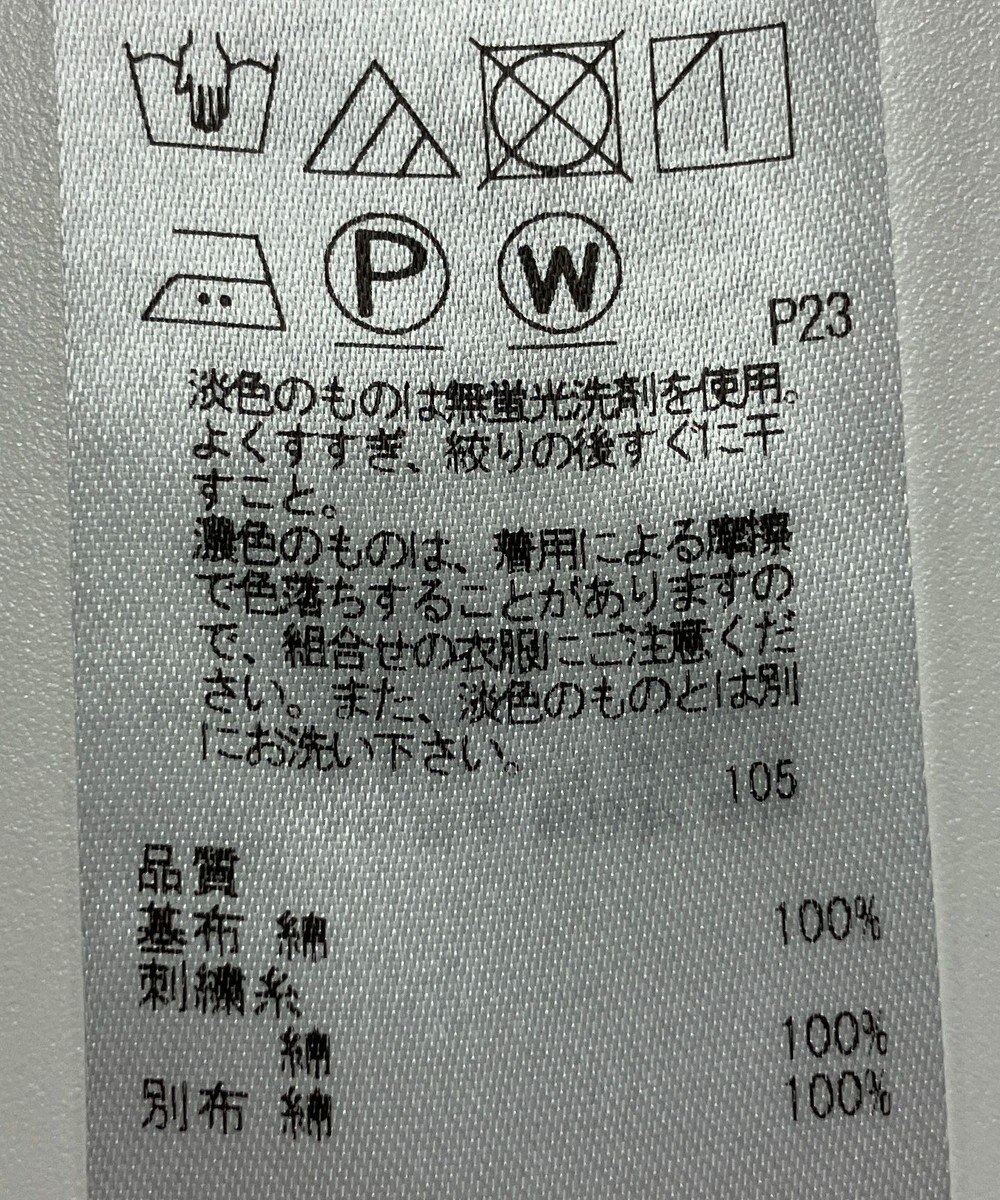 P
W
P23
淡色のものは無蛍光洗剤を使用。
よくすすぎ、絞りの後すぐに干
すこと。
濃色のものは、着用による摩擦
で色落ちすることがありますの
で、組合せの衣服にご注意くだ
さい。また、淡色のものとは別
にお洗い下さい。
105
品質
基布 綿 100%
刺繍糸
綿 100%
別布 綿 100%